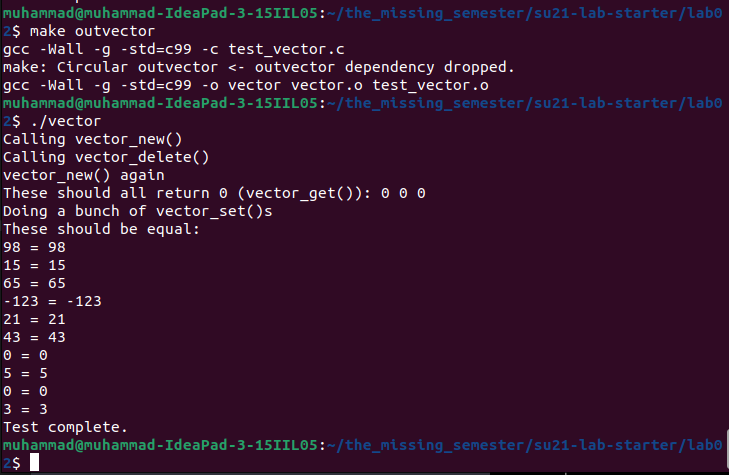 muhammad@muhammad-IdeaPad-3-15IIL05:~/the_missing_semester/su21-lab-starter/lab0
2$ make outvector
gcc -Wall -g -std=c99 -c test_vector.c
make: Circular outvector <- outvector dependency dropped.
gcc -Wall -g -std=c99 -o vector vector.o test_vector.o
muhammad@muhammad-IdeaPad-3-15IIL05:~/the_missing_semester/su21-lab-starter/lab0
2$ ./vector
Calling vector_new()
Calling vector_delete()
vector_new() again
These should all return 0 (vector_get()): 0 0 0
Doing a bunch of vector_set()s
These should be equal:
98 = 98
15 = 15
65 = 65
-123 = -123
21 = 21
43 = 43
0 = 0
5 = 5
0 = 0
3 = 3
Test complete.
muhammad@muhammad-IdeaPad-3-15IIL05:~/the_missing_semester/su21-lab-starter/lab0
2$